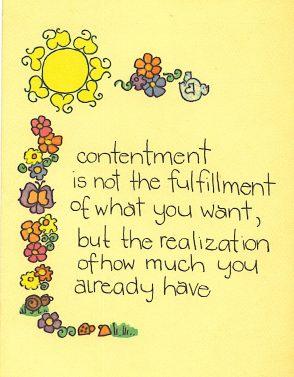 contentment
is not the fulfillment
of what you want,
but the realization
of how much you
already have